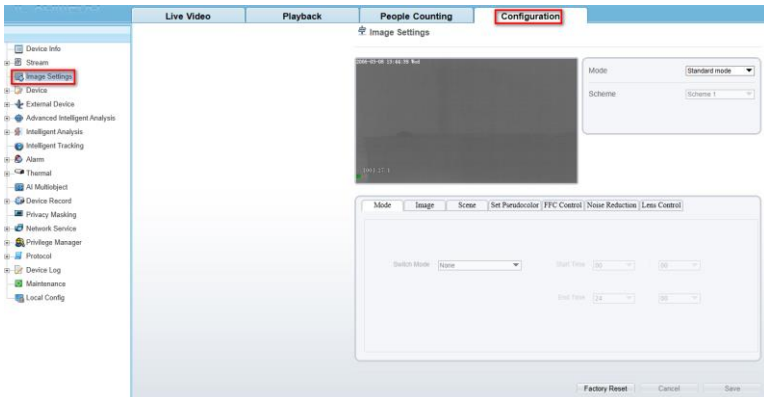 Live Video Playback People Counting Configuration
Image Settings
Device Info
Stream
Image Settings
Device
External Device
Advanced Intelligent Analysis
Intelligent Analysis
Intelligent Tracking
Alarm
Thermal
AI Multiobject
Device Record
Privacy Masking
Network Service
Privilege Manager
Protocol
Device Log
Maintenance
Local Config
Mode Standard mode
Scheme Scheme 1
Mode Image Scene Set Pseudocolor FFC Control Noise Reduction Lens Control
Switch Mode None Start Time 00 00
End Time 24 00
Factory Reset Cancel Save